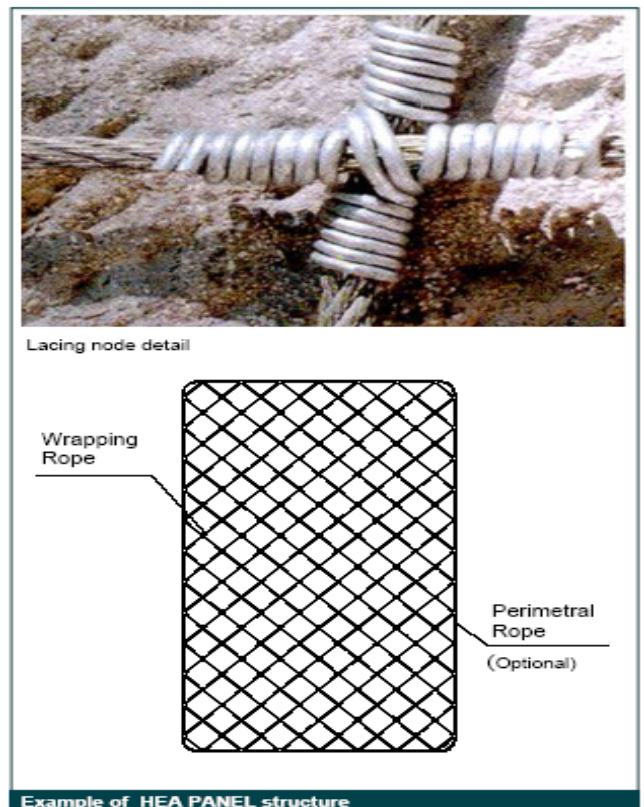 Lacing node detail
Wrapping
Rope
Perimetral
Rope
(Optional)
Example of HEA PANEL structure